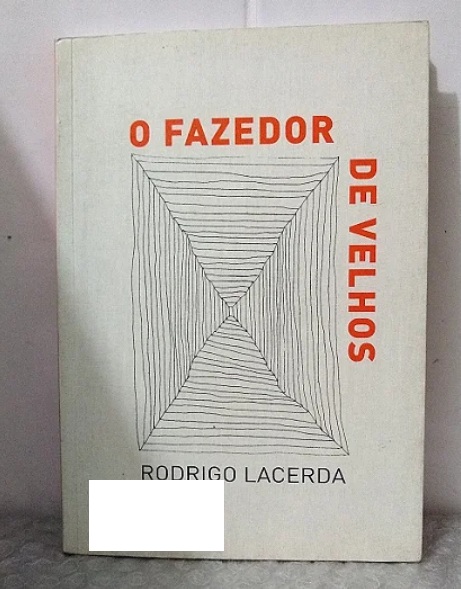 O FAZEDOR
DE VELHOS
RODRIGO LACERDA